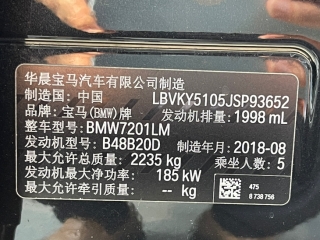 华晨宝马汽车有限公司制造
制造国：中国 LBVKY5105JSP93652
品牌：宝马(BMW)牌 发动机排量：1998 mL
整车型号：BMW7201LM
发动机型号：B48B20D 制造年月：2018-08
最大允许总质量：2235 kg 乘坐人数：5
发动机最大净功率：185 kW
最大允许牵引质量：-- kg
475
8 738 756